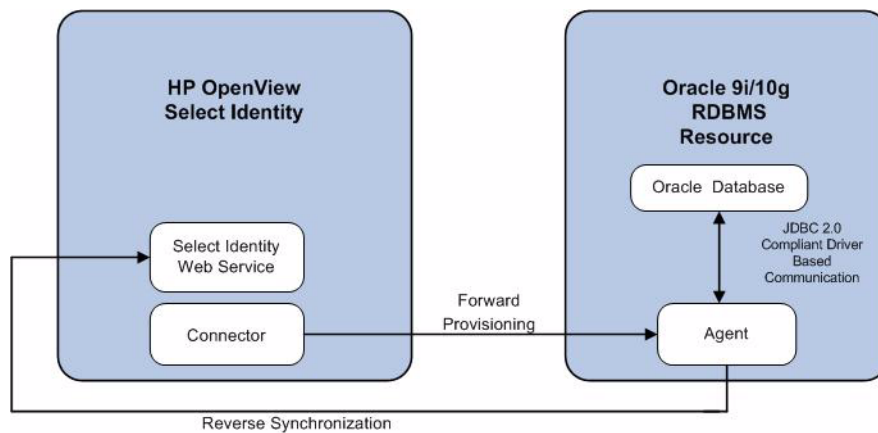 HP OpenView
Select Identity
Oracle 9i/10g
RDBMS
Resource
Oracle Database
JDBC 2.0
Compliant Driver
Based
Communication
Select Identity
Web Service
Forward
Provisioning
Connector
Agent
Reverse Synchronization